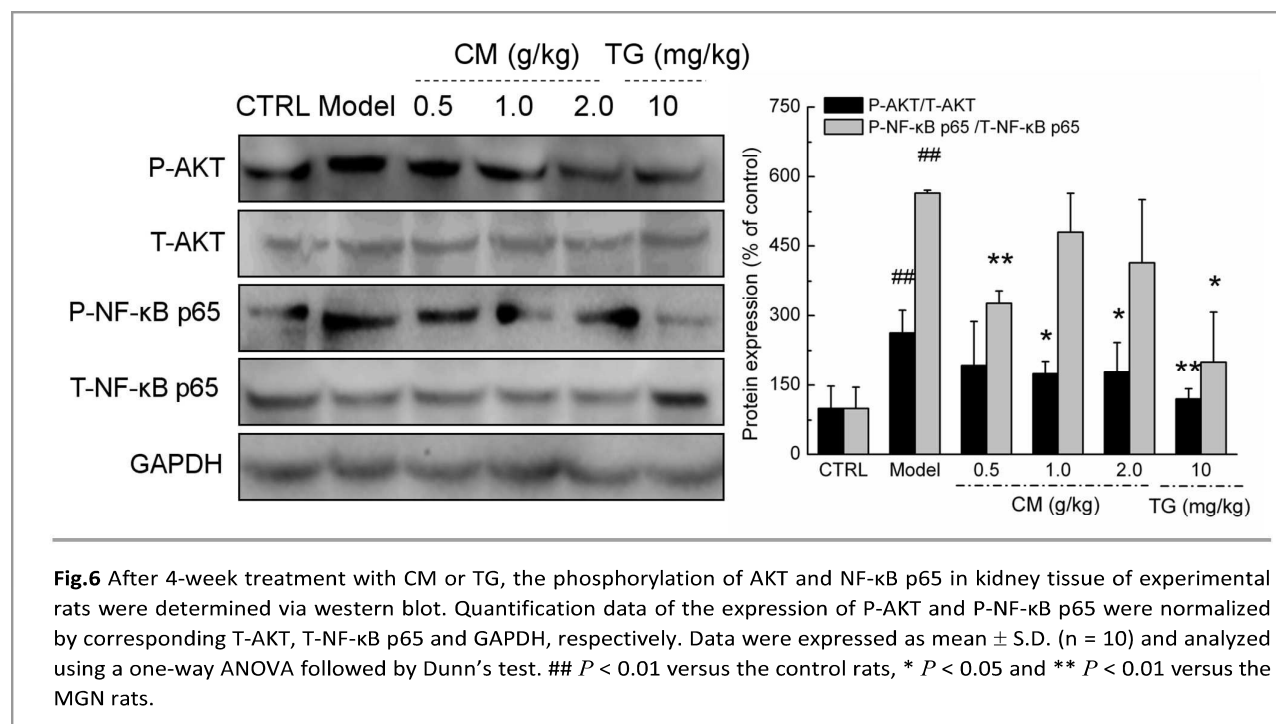 CM (g/kg) TG (mg/kg)
CTRL Model 0.5 1.0 2.0 10
P-AKT
T-AKT
P-NF-κB p65
T-NF-κB p65
GAPDH
Protein expression (% of control)
750
600
450
300
150
0
P-AKT/T-AKT
P-NF-κB p65 /T-NF-κB p65
##
##
**
*
*
**
*
CTRL Model 0.5 1.0 2.0 10
CM (g/kg) TG (mg/kg)
Fig.6 After 4-week treatment with CM or TG, the phosphorylation of AKT and NF-κB p65 in kidney tissue of experimental
rats were determined via western blot. Quantification data of the expression of P-AKT and P-NF-κB p65 were normalized
by corresponding T-AKT, T-NF-κB p65 and GAPDH, respectively. Data were expressed as mean ± S.D. (n = 10) and analyzed
using a one-way ANOVA followed by Dunn's test. ## P < 0.01 versus the control rats, * P < 0.05 and ** P < 0.01 versus the
MGN rats.